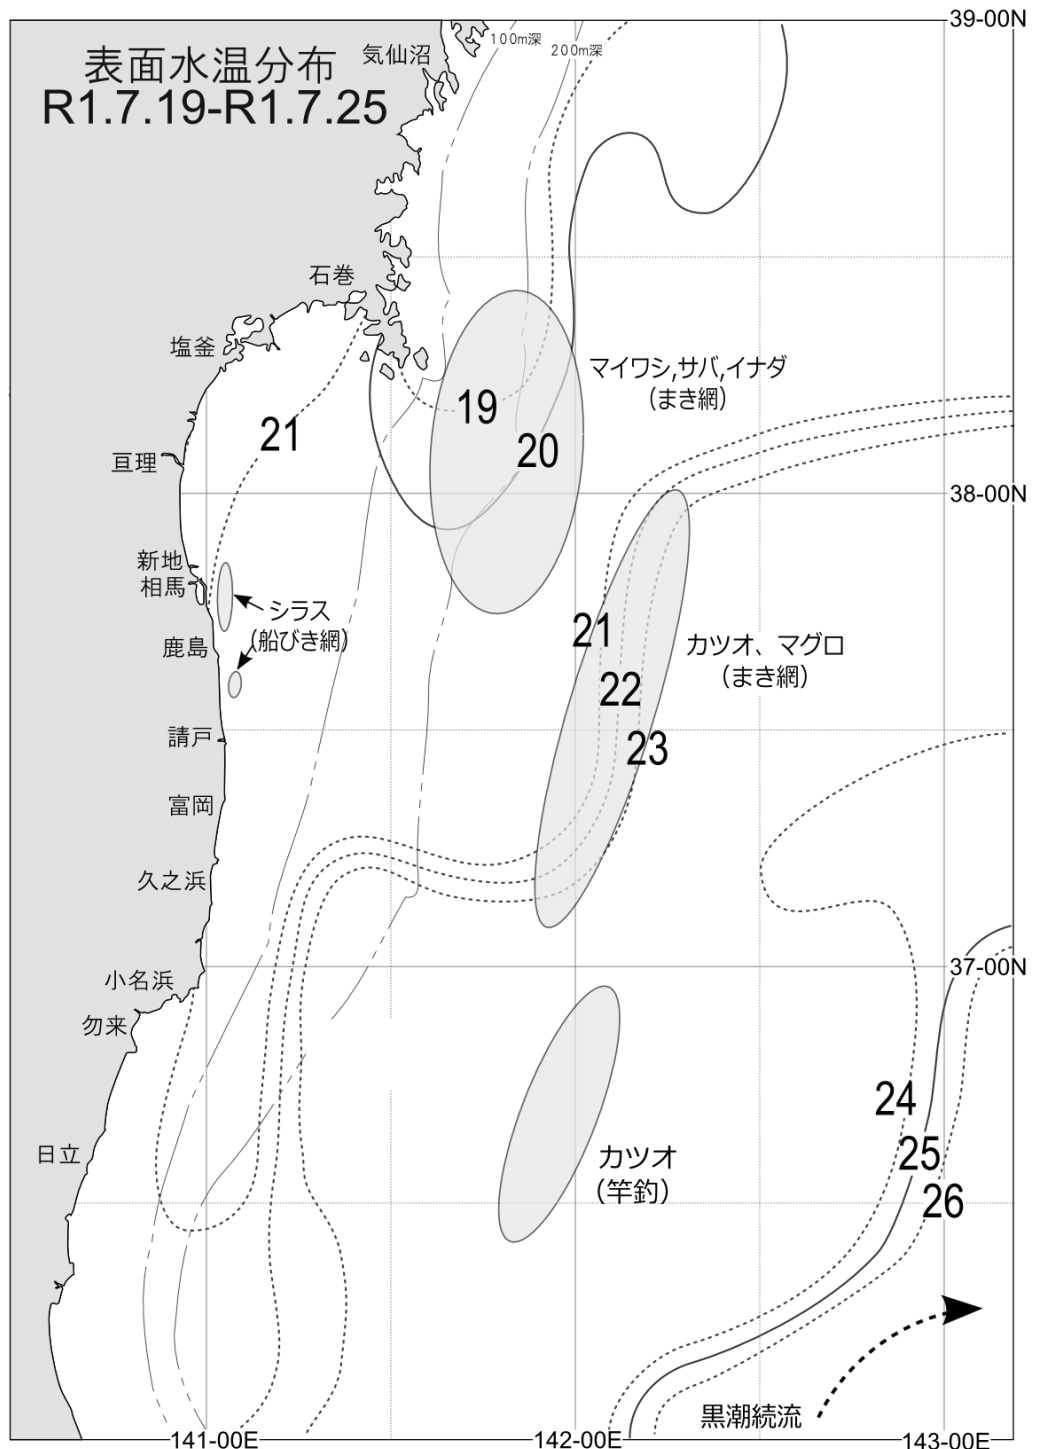 39-00N
表面水温分布
R1.7.19-R1.7.25
気仙沼
100m深
200m深
石巻
塩釜
マイワシ,サバ,イナダ
(まき網)
19
20
21
亘理
38-00N
新地
相馬
シラス
(船びき網)
鹿島
21
22
23
カツオ、マグロ
(まき網)
請戸
富岡
久之浜
37-00N
小名浜
勿来
日立
カツオ
(竿釣)
24
25
26
黒潮続流
141-00E
142-00E
143-00E